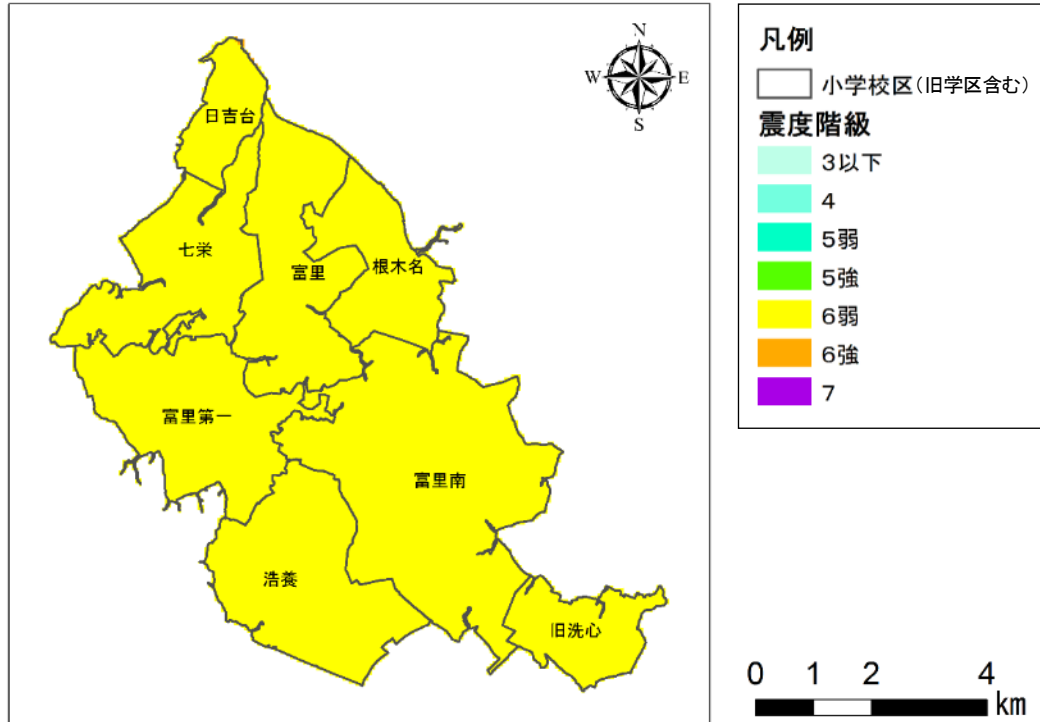 N
W E
S
日吉台
七栄
富里
根木名
富里第一
富里南
浩養
旧洗心
凡例
小学校区(旧学区含む)
震度階級
3以下
4
5弱
5強
6弱
6強
7
0 1 2 4
km